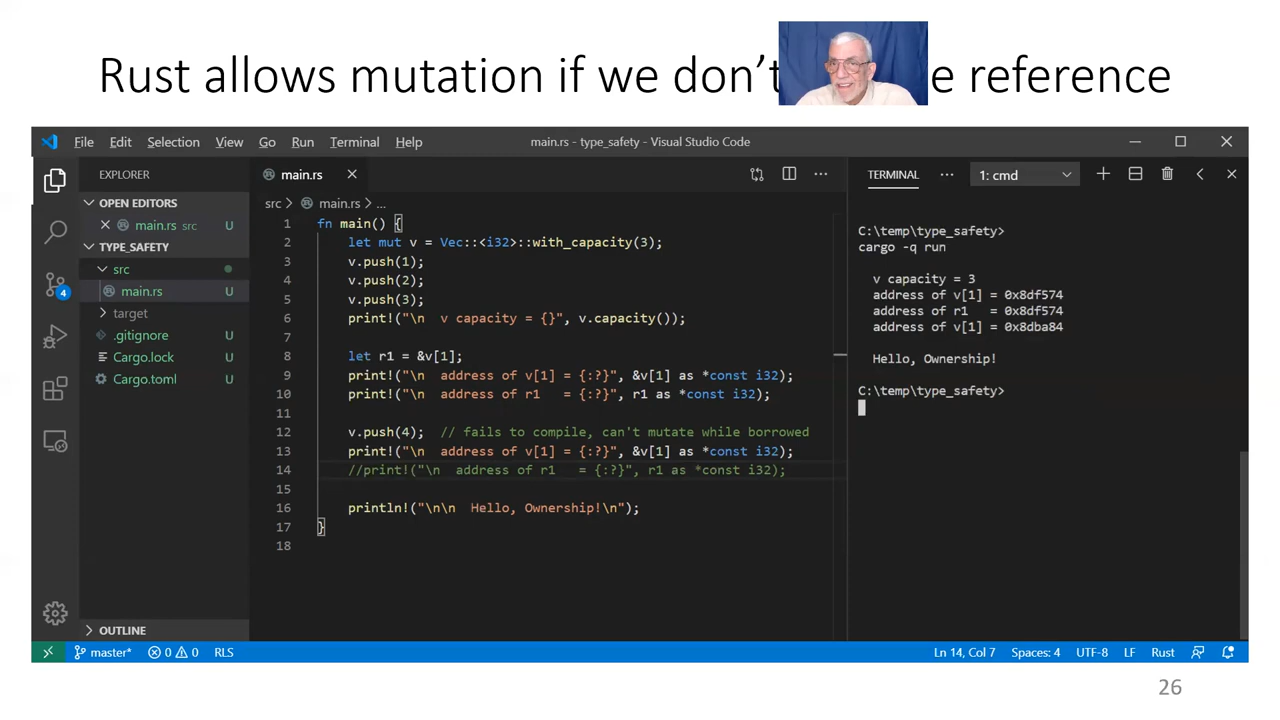 Rust allows mutation if we don't e reference
File Edit Selection View Go Run Terminal Help
main.rs - type_safety - Visual Studio Code
EXPLORER
OPEN EDITORS
main.rs src U
TYPE_SAFETY
src
main.rs U
target
.gitignore U
Cargo.lock U
Cargo.toml U
OUTLINE
4
main.rs
src > main.rs > ...
1 fn main() {
2 let mut v = Vec::<i32>::with_capacity(3);
3 v.push(1);
4 v.push(2);
5 v.push(3);
6 print!("\n  v capacity = {}", v.capacity());
7
8 let r1 = &v[1];
9 print!("\n  address of v[1] = {:?}", &v[1] as *const i32);
10 print!("\n  address of r1   = {:?}", r1 as *const i32);
11
12 v.push(4);  // fails to compile, can't mutate while borrowed
13 print!("\n  address of v[1] = {:?}", &v[1] as *const i32);
14 //print!("\n  address of r1   = {:?}", r1 as *const i32);
15
16 println!("\n\n  Hello, Ownership!\n");
17 }
18
TERMINAL ... 1: cmd
C:\temp\type_safety>
cargo -q run
v capacity = 3
address of v[1] = 0x8df574
address of r1   = 0x8df574
address of v[1] = 0x8dba84
Hello, Ownership!
C:\temp\type_safety>
master* 0 0 RLS
Ln 14, Col 7 Spaces: 4 UTF-8 LF Rust
26